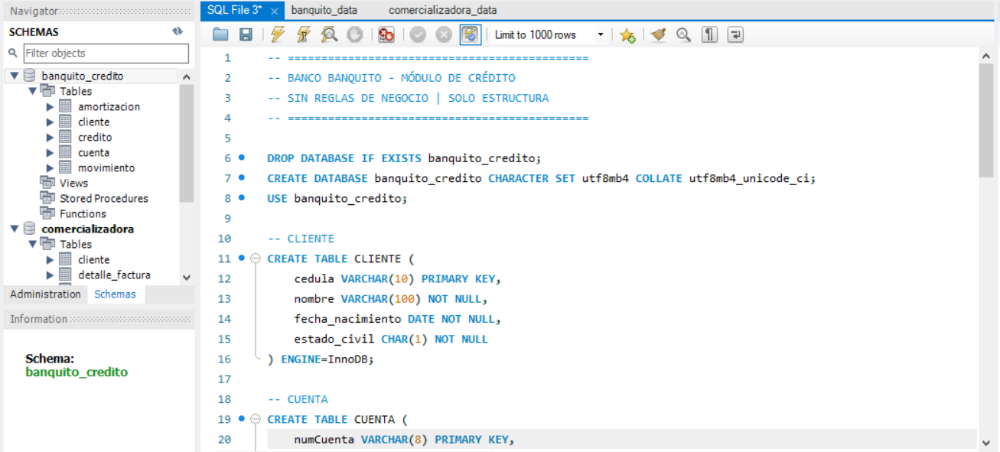 Navigator
SCHEMAS
Filter objects
banquito_credito
Tables
amortizacion
cliente
credito
cuenta
movimiento
Views
Stored Procedures
Functions
comercializadora
Tables
cliente
detalle_factura
Administration Schemas
Information
Schema:
banquito_credito
SQL File 3* banquito_data comercializadora_data
Limit to 1000 rows
1 -- =============================================
2 -- BANCO BANQUITO - MÓDULO DE CRÉDITO
3 -- SIN REGLAS DE NEGOCIO | SOLO ESTRUCTURA
4 -- =============================================
5
6 DROP DATABASE IF EXISTS banquito_credito;
7 CREATE DATABASE banquito_credito CHARACTER SET utf8mb4 COLLATE utf8mb4_unicode_ci;
8 USE banquito_credito;
9
10 -- CLIENTE
11 CREATE TABLE CLIENTE (
12 cedula VARCHAR(10) PRIMARY KEY,
13 nombre VARCHAR(100) NOT NULL,
14 fecha_nacimiento DATE NOT NULL,
15 estado_civil CHAR(1) NOT NULL
16 ) ENGINE=InnoDB;
17
18 -- CUENTA
19 CREATE TABLE CUENTA (
20 numCuenta VARCHAR(8) PRIMARY KEY,